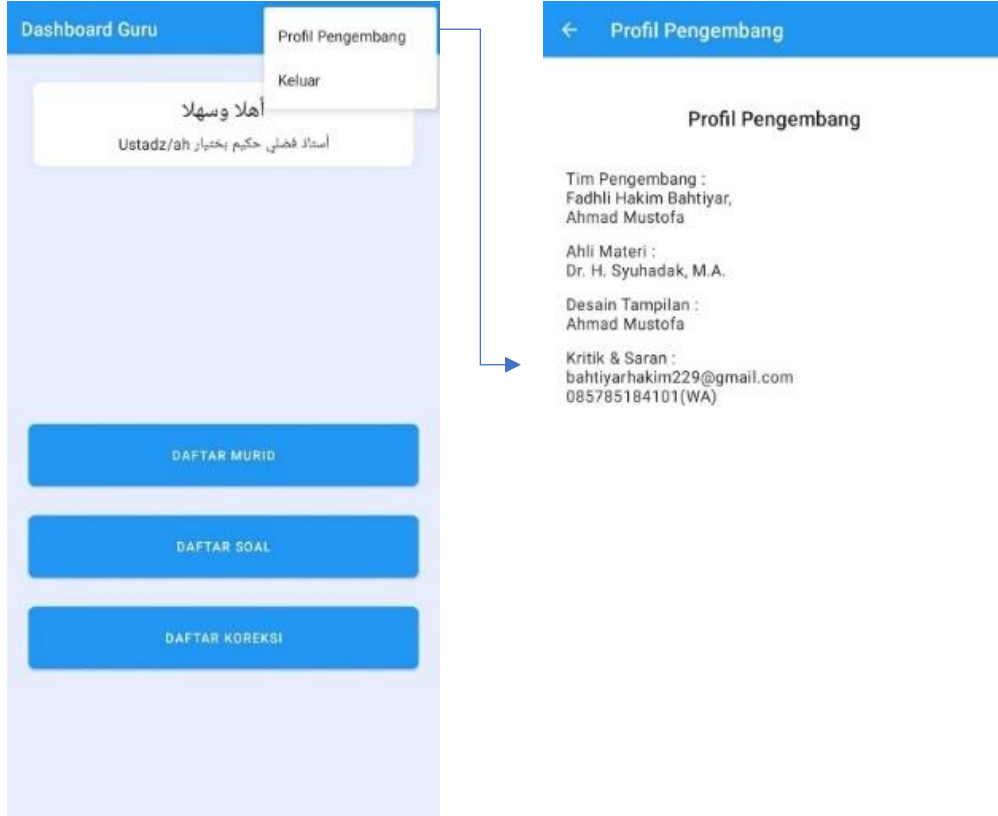 Dashboard Guru
Profil Pengembang
Keluar
أهلا وسهلا
Ustadz/ah أستاذ فضلي حكيم بختيار
DAFTAR MURID
DAFTAR SOAL
DAFTAR KOREKSI
Profil Pengembang
Profil Pengembang
Tim Pengembang :
Fadhli Hakim Bahtiyar,
Ahmad Mustofa
Ahli Materi :
Dr. H. Syuhadak, M.A.
Desain Tampilan :
Ahmad Mustofa
Kritik & Saran :
bahtiyarhakim229@gmail.com
085785184101(WA)